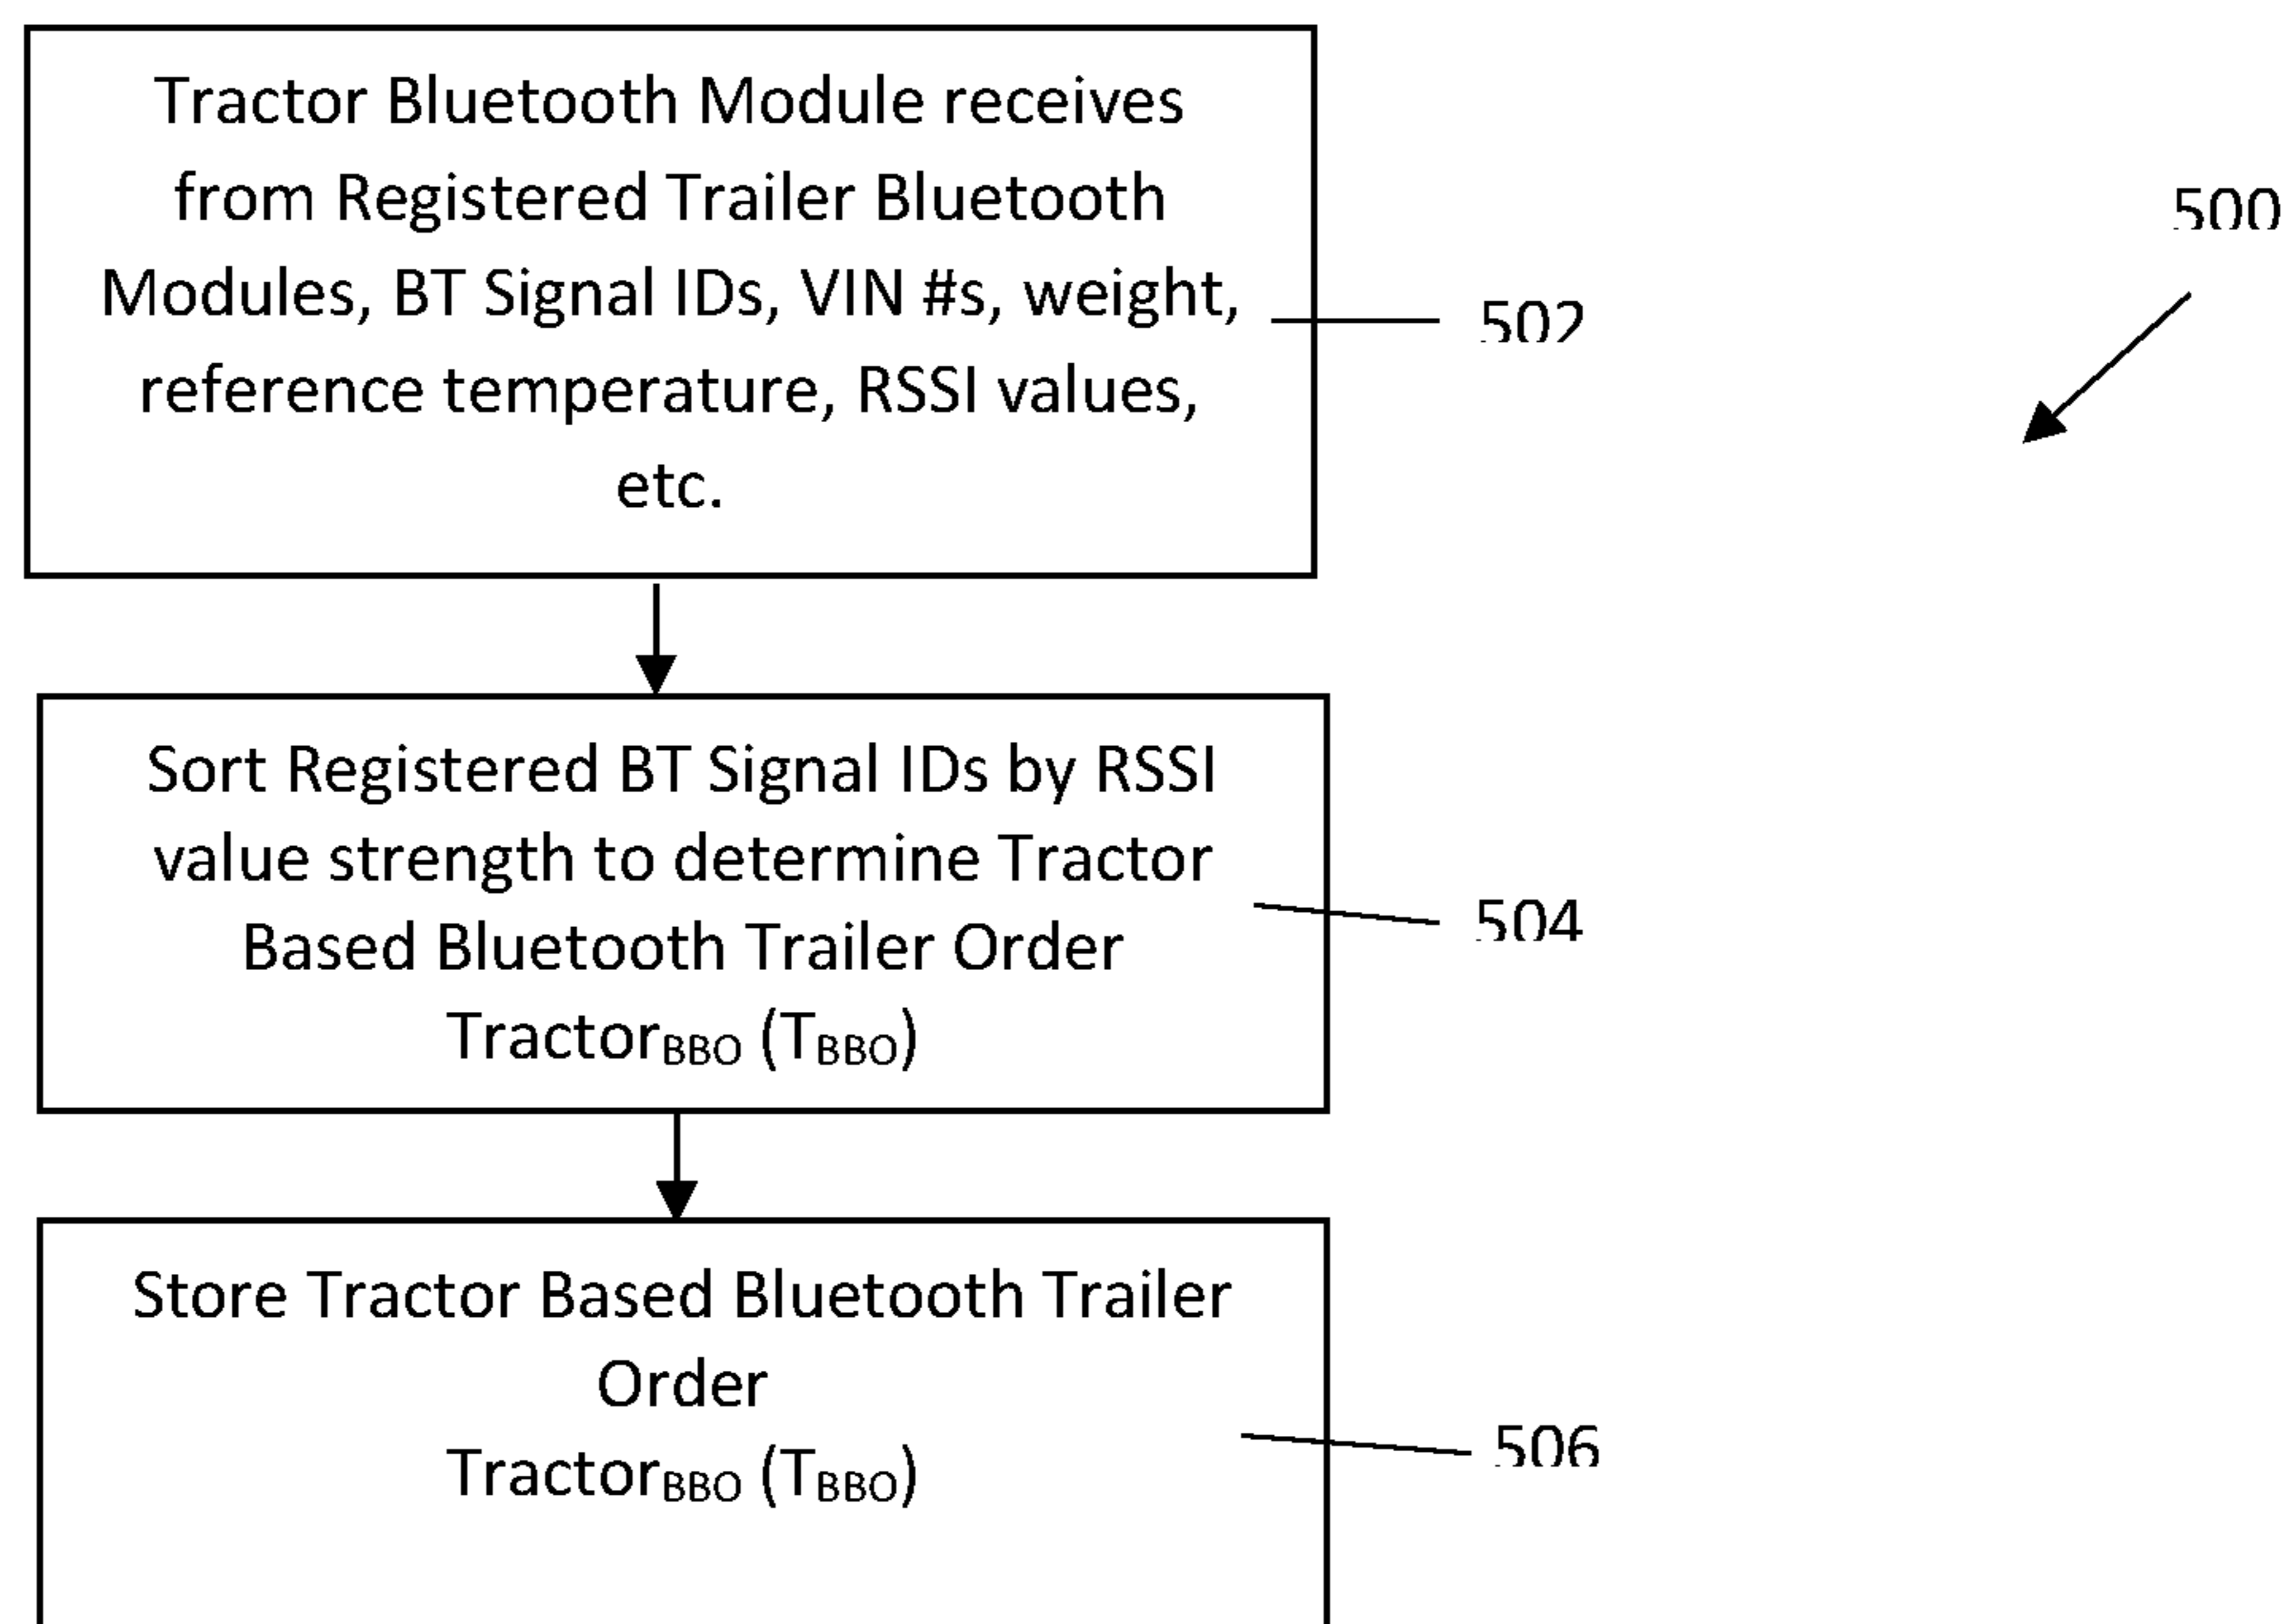 Tractor Bluetooth Module receives
from Registered Trailer Bluetooth
Modules, BT Signal IDs, VIN #s, weight,
reference temperature, RSSI values,
etc.
500
502
Sort Registered BT Signal IDs by RSSI
value strength to determine Tractor
Based Bluetooth Trailer Order
TractorBBO (TBBO)
504
Store Tractor Based Bluetooth Trailer
Order
TractorBBO (TBBO)
506